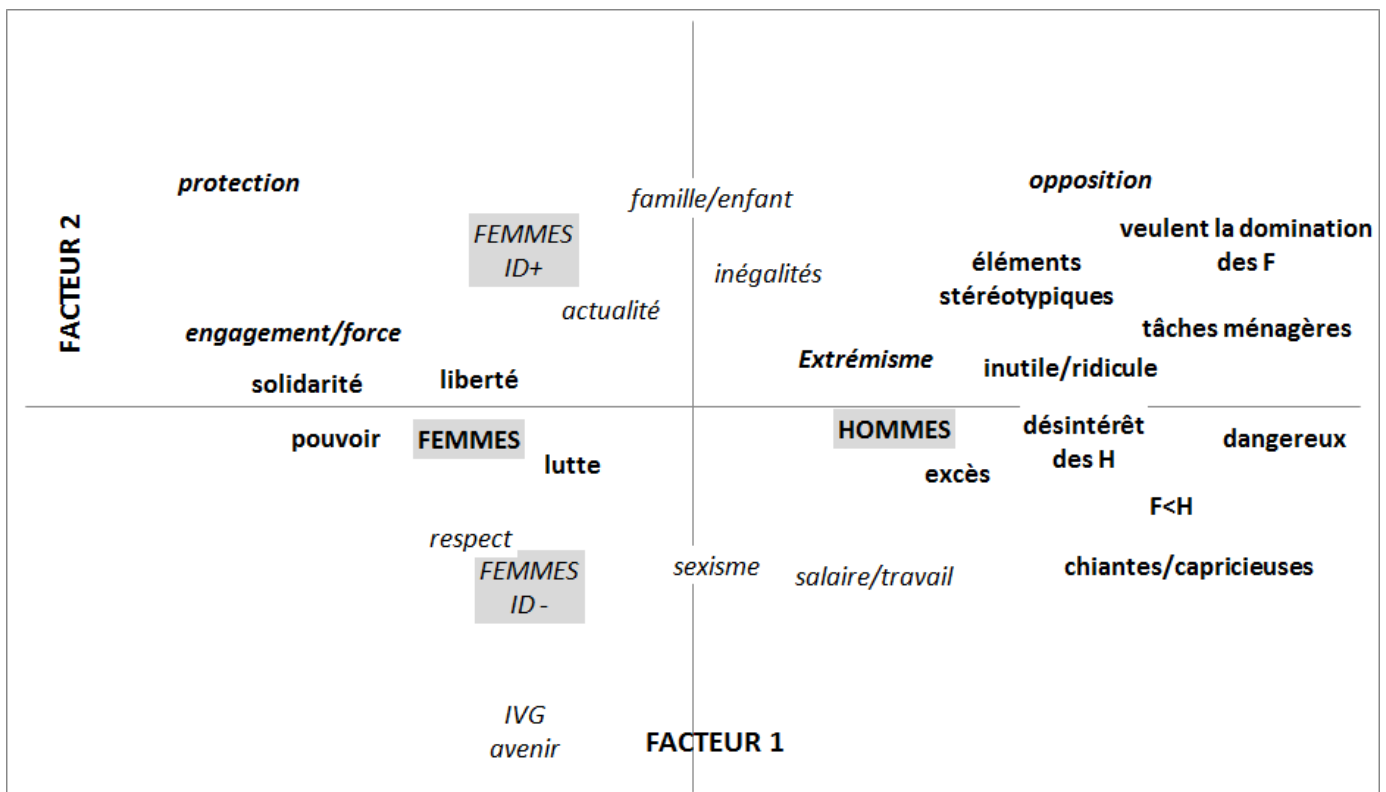 protection
opposition
famille/enfant
veulent la domination
des F
FEMMES
ID+
FACTEUR 2
inégalités
éléments
stéréotypiques
actualité
engagement/force
tâches ménagères
Extrémisme
inutile/ridicule
solidarité
liberté
pouvoir
FEMMES
lutte
HOMMES
désintérêt
des H
dangereux
excès
F<H
respect
FEMMES
ID -
sexisme
salaire/travail
chiantes/capricieuses
IVG
avenir
FACTEUR 1